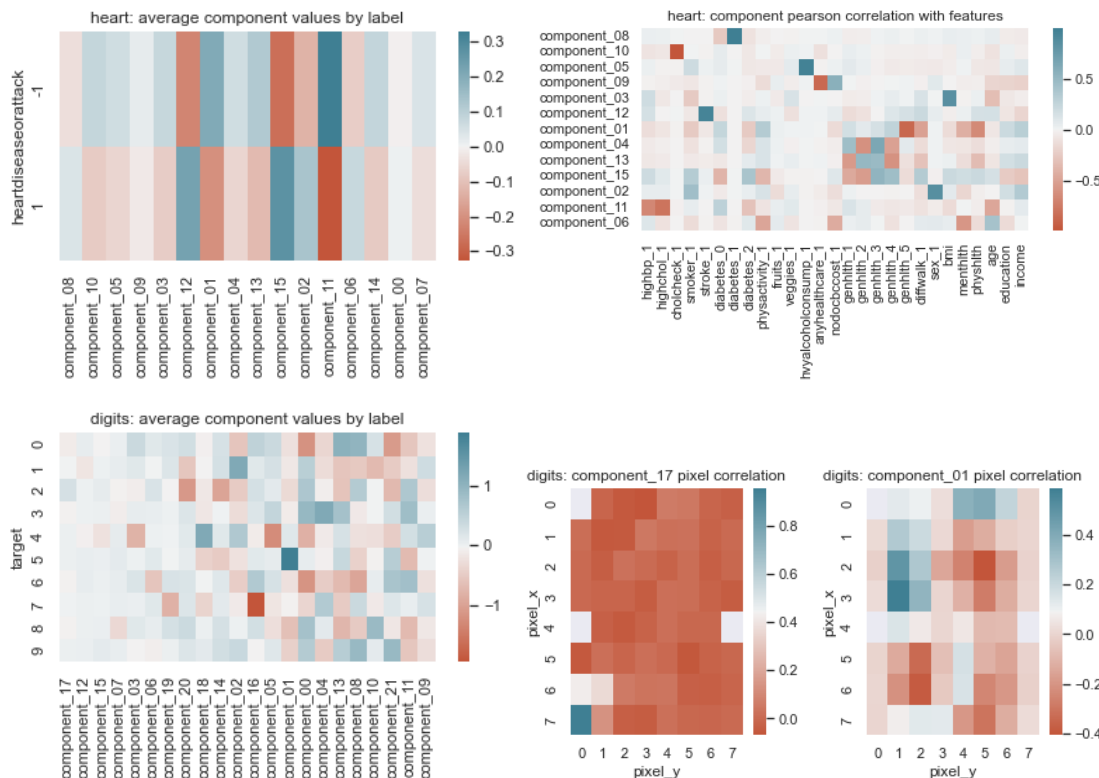 heart: average component values by label
heartdiseaseorattack
-1
1
0.3
0.2
0.1
0.0
−0.1
−0.2
−0.3
component_08
component_10
component_05
component_09
component_03
component_12
component_01
component_04
component_13
component_15
component_02
component_11
component_06
component_14
component_00
component_07
heart: component pearson correlation with features
component_08
component_10
component_05
component_09
component_03
component_12
component_01
component_04
component_13
component_15
component_02
component_11
component_06
0.5
0.0
−0.5
highbp_1
highchol_1
cholcheck_1
smoker_1
stroke_1
diabetes_0
diabetes_1
diabetes_2
physactivity_1
fruits_1
veggies_1
hvyalcoholconsump_1
anyhealthcare_1
nodocbcost_1
genhlth_1
genhlth_2
genhlth_3
genhlth_4
genhlth_5
diffwalk_1
sex_1
bmi
menthlth
physhlth
age
education
income
digits: average component values by label
target
0
1
2
3
4
5
6
7
8
9
1
0
−1
component_17
component_12
component_15
component_07
component_03
component_06
component_19
component_20
component_18
component_14
component_02
component_16
component_05
component_01
component_00
component_04
component_13
component_08
component_10
component_21
component_11
component_09
digits: component_17 pixel correlation
pixel_x
0
1
2
3
4
5
6
7
0 1 2 3 4 5 6 7
pixel_y
0.8
0.6
0.4
0.2
0.0
digits: component_01 pixel correlation
pixel_x
0
1
2
3
4
5
6
7
0 1 2 3 4 5 6 7
pixel_y
0.4
0.2
0.0
−0.2
−0.4